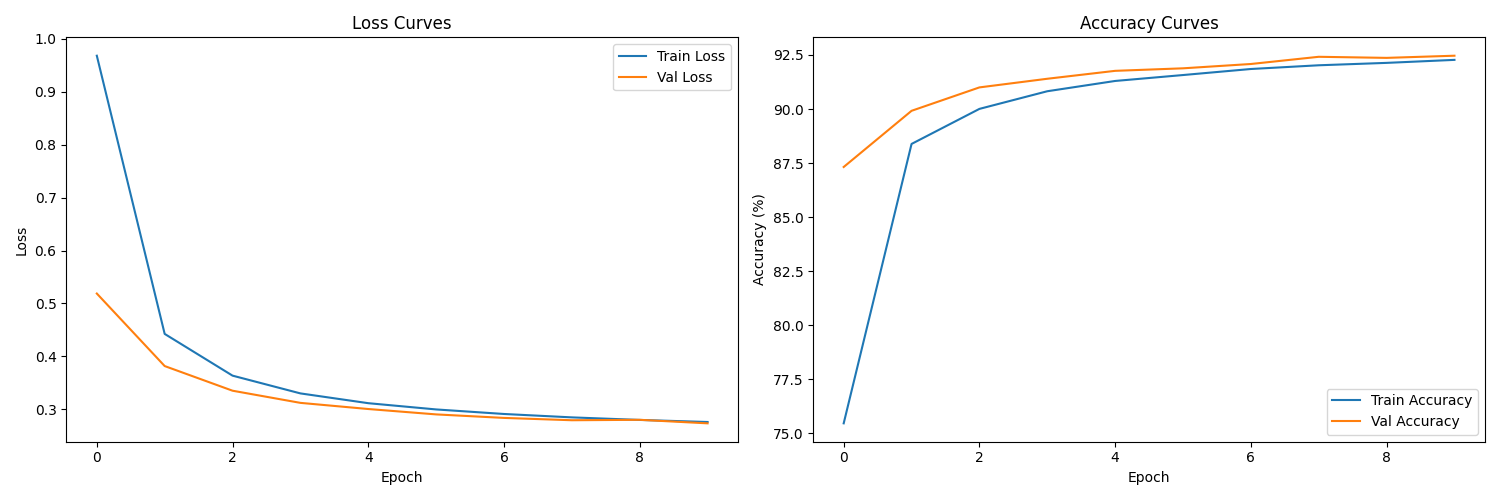 Loss Curves
1.0
0.9
0.8
0.7
0.6
0.5
0.4
0.3
Loss
0 2 4 6 8
Epoch
Train Loss
Val Loss
Accuracy Curves
92.5
90.0
87.5
85.0
82.5
80.0
77.5
75.0
Accuracy (%)
0 2 4 6 8
Epoch
Train Accuracy
Val Accuracy